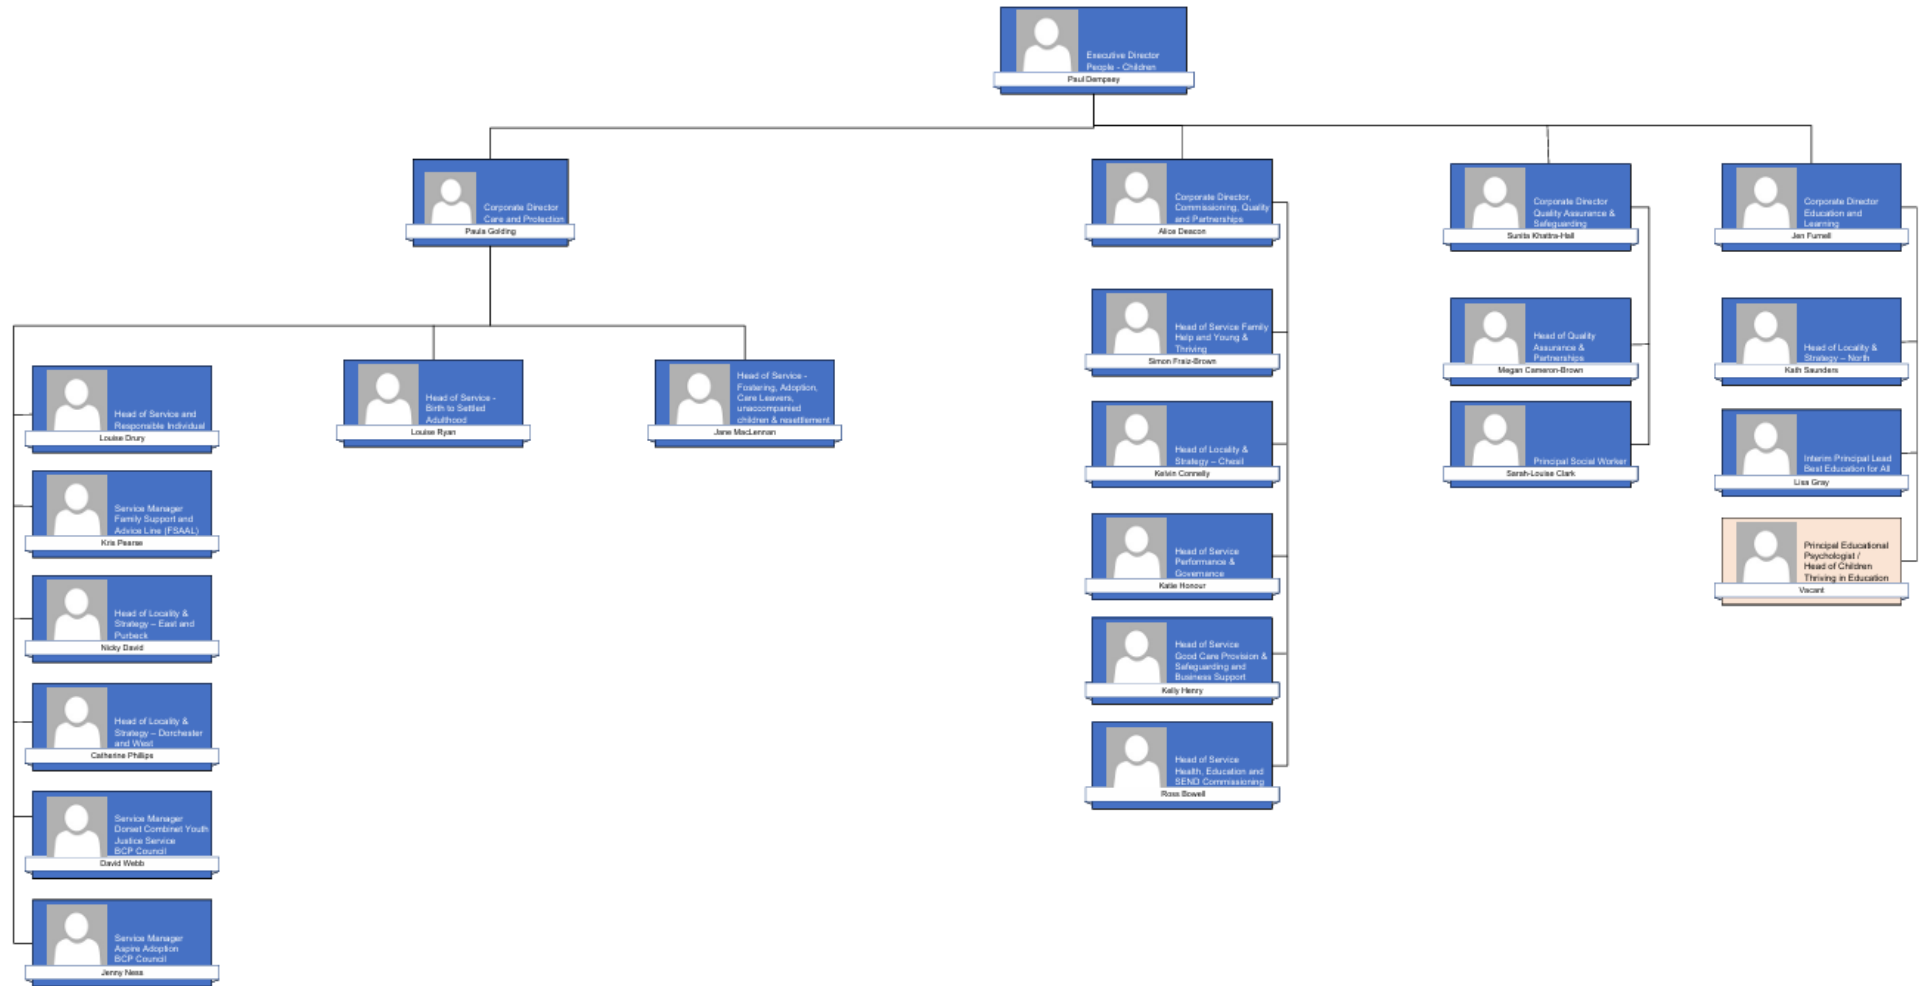 Executive Director
People - Children
Paul Dempsey
Corporate Director
Care and Protection
Paula Golding
Corporate Director,
Commissioning, Quality
and Partnerships
Alice Deacon
Corporate Director
Quality Assurance &
Safeguarding
Sunita Khattra-Hall
Corporate Director
Education and
Learning
Jen Furnell
Head of Service and
Responsible Individual
Louise Drury
Service Manager
Family Support and
Advice Line (FSAAL)
Kris Pearse
Head of Locality &
Strategy – East and
Purbeck
Nicky David
Head of Locality &
Strategy – Dorchester
and West
Catherine Phillips
Service Manager
Dorset Combinet Youth
Justice Service
BCP Council
David Webb
Service Manager
Aspire Adoption
BCP Council
Jenny Ness
Head of Service -
Birth to Settled
Adulthood
Louise Ryan
Head of Service -
Fostering, Adoption,
Care Leavers,
unaccompanied
children & resettlement
Jane MacLennan
Head of Service Family
Help and Young &
Thriving
Simon Fraiz-Brown
Head of Locality &
Strategy – Chesil
Kelvin Connelly
Head of Service
Performance &
Governance
Katie Honour
Head of Service
Good Care Provision &
Safeguarding and
Business Support
Kelly Henry
Head of Service
Health, Education and
SEND Commissioning
Ross Bowell
Head of Quality
Assurance &
Partnerships
Megan Cameron-Brown
Principal Social Worker
Sarah-Louise Clark
Head of Locality &
Strategy – North
Kath Saunders
Interim Principal Lead
Best Education for All
Lisa Gray
Principal Educational
Psychologist /
Head of Children
Thriving in Education
Vacant